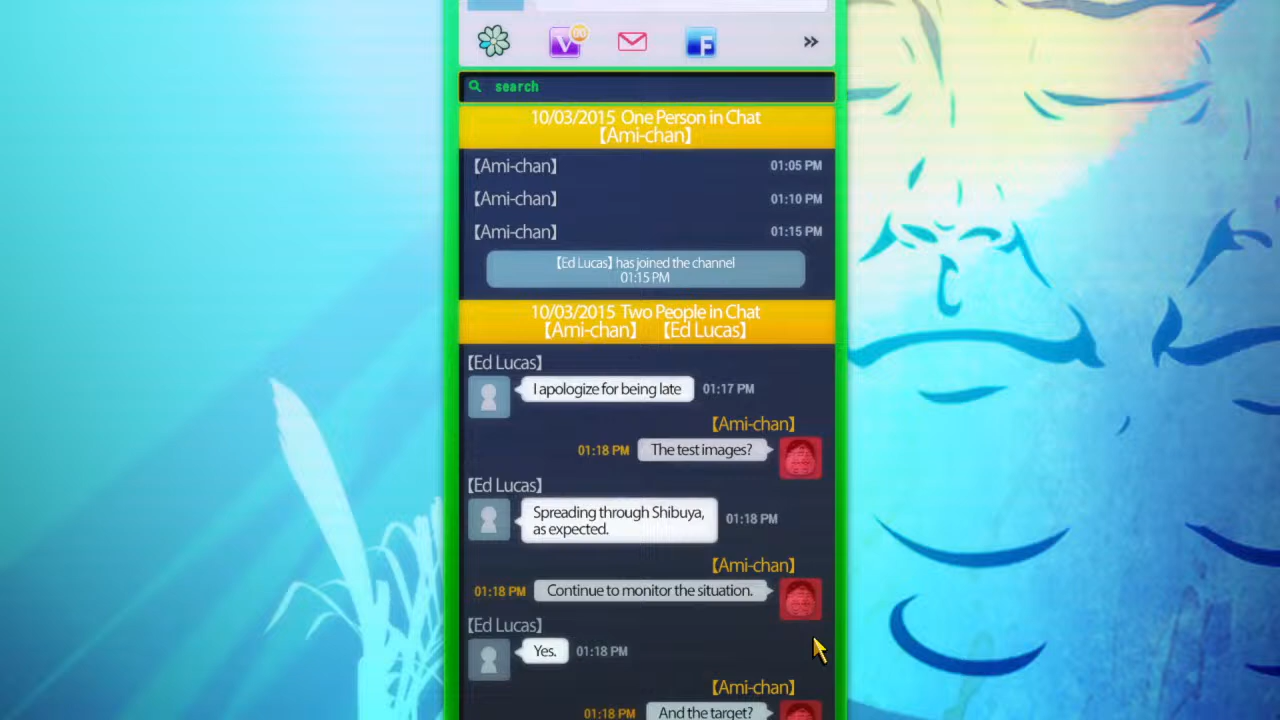 V 00
F
»
search
10/03/2015 One Person in Chat
【Ami-chan】
【Ami-chan】 01:05 PM
【Ami-chan】 01:10 PM
【Ami-chan】 01:15 PM
【Ed Lucas】 has joined the channel
01:15 PM
10/03/2015 Two People in Chat
【Ami-chan】 【Ed Lucas】
【Ed Lucas】
I apologize for being late 01:17 PM
【Ami-chan】
01:18 PM The test images?
【Ed Lucas】
Spreading through Shibuya,
as expected. 01:18 PM
【Ami-chan】
01:18 PM Continue to monitor the situation.
【Ed Lucas】
Yes. 01:18 PM
【Ami-chan】
01:18 PM And the target?